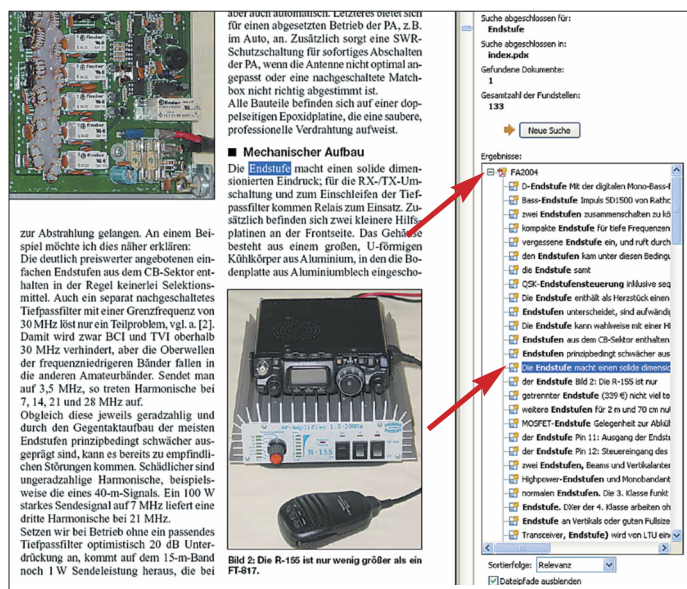 aber auch automatisch. Letzteres bietet sich
für einen abgesetzten Betrieb der PA, z.B.
im Auto, an. Zusätzlich sorgt eine SWR-
Schutzschaltung für sofortiges Abschalten
der PA, wenn die Antenne nicht optimal an-
gepasst oder eine nachgeschaltete Match-
box nicht richtig abgestimmt ist.
Alle Bauteile befinden sich auf einer dop-
pelseitigen Epoxidplatine, die eine saubere,
professionelle Verdrahtung aufweist.
■ Mechanischer Aufbau
Die Endstufe macht einen solide dimen-
sionierten Eindruck; für die RX-/TX-Um-
schaltung und zum Einschleifen der Tief-
passfilter kommen Relais zum Einsatz. Zu-
sätzlich befinden sich zwei kleinere Hilfs-
platinen an der Frontseite. Das Gehäuse
besteht aus einem großen, U-förmigen
Kühlkörper aus Aluminium, in den die Bo-
denplatte aus Aluminiumblech eingescho-
zur Abstrahlung gelangen. An einem Bei-
spiel möchte ich dies näher erklären:
Die deutlich preiswerter angebotenen ein-
fachen Endstufen aus dem CB-Sektor ent-
halten in der Regel keinerlei Selektions-
mittel. Auch ein separat nachgeschaltetes
Tiefpassfilter mit einer Grenzfrequenz von
30 MHz löst nur ein Teilproblem, vgl. a. [2].
Damit wird zwar BCI und TVI oberhalb
30 MHz verhindert, aber die Oberwellen
der frequenzniedrigeren Bänder fallen in
die anderen Amateurbänder. Sendet man
auf 3,5 MHz, so treten Harmonische bei
7, 14, 21 und 28 MHz auf.
Obgleich diese jeweils geradzahlig und
durch den Gegentaktaufbau der meisten
Endstufen prinzipbedingt schwächer aus-
geprägt sind, kann es bereits zu empfindli-
chen Störungen kommen. Schädlicher sind
ungeradzahlige Harmonische, beispiels-
weise die eines 40-m-Signals. Ein 100 W
starkes Sendesignal auf 7 MHz liefert eine
dritte Harmonische bei 21 MHz.
Setzen wir bei Betrieb ohne ein passendes
Tiefpassfilter optimistisch 20 dB Unter-
drückung an, kommt auf dem 15-m-Band
noch 1 W Sendeleistung heraus, die bei
HF-Amplifier 1.8-30MHz
R-155
Bild 2: Die R-155 ist nur wenig größer als ein
FT-817.
Suche abgeschlossen für:
Endstufe
Suche abgeschlossen in:
index.pdx
Gefundene Dokumente:
1
Gesamtzahl der Fundstellen:
133
Neue Suche
Ergebnisse:
FA2004
D-Endstufe Mit der digitalen Mono-Bass-
Bass-Endstufe Impuls SD1500 von
zwei Endstufen zusammenschalten zu
kompakte Endstufe für tiefe Frequenzen
vergessene Endstufe ein, und ruft durch
den Endstufen kam unter diesen
die Endstufe samt
QSK-Endstufensteuerung inklusive
Die Endstufe enthält als Herzstück einen
Endstufen unterscheidet, sind
Die Endstufe kann wahlweise mit einer
Endstufen aus dem CB-Sektor enthalten
Endstufen prinzipbedingt schwächer aus
Die Endstufe macht einen solide
der Endstufe Bild 2: Die R-155 ist nur
getrennter Endstufe (339 €) nicht viel
weitere Endstufen für 2 m und 70 cm
MOSFET-Endstufe Gelegenheit zur
der Endstufe Pin 11: Ausgang der
der Endstufe Pin 12: Steuereingang des
zwei Endstufen, Beams und
Highpower-Endstufen und
normalen Endstufen. Die 3. Klasse funkt
Endstufe. DXer der 4. Klasse arbeiten
Endstufe an Vertikals oder guten
Transceiver, Endstufe) wird von LTU
Sortierfolge: Relevanz
Dateipfade ausblenden